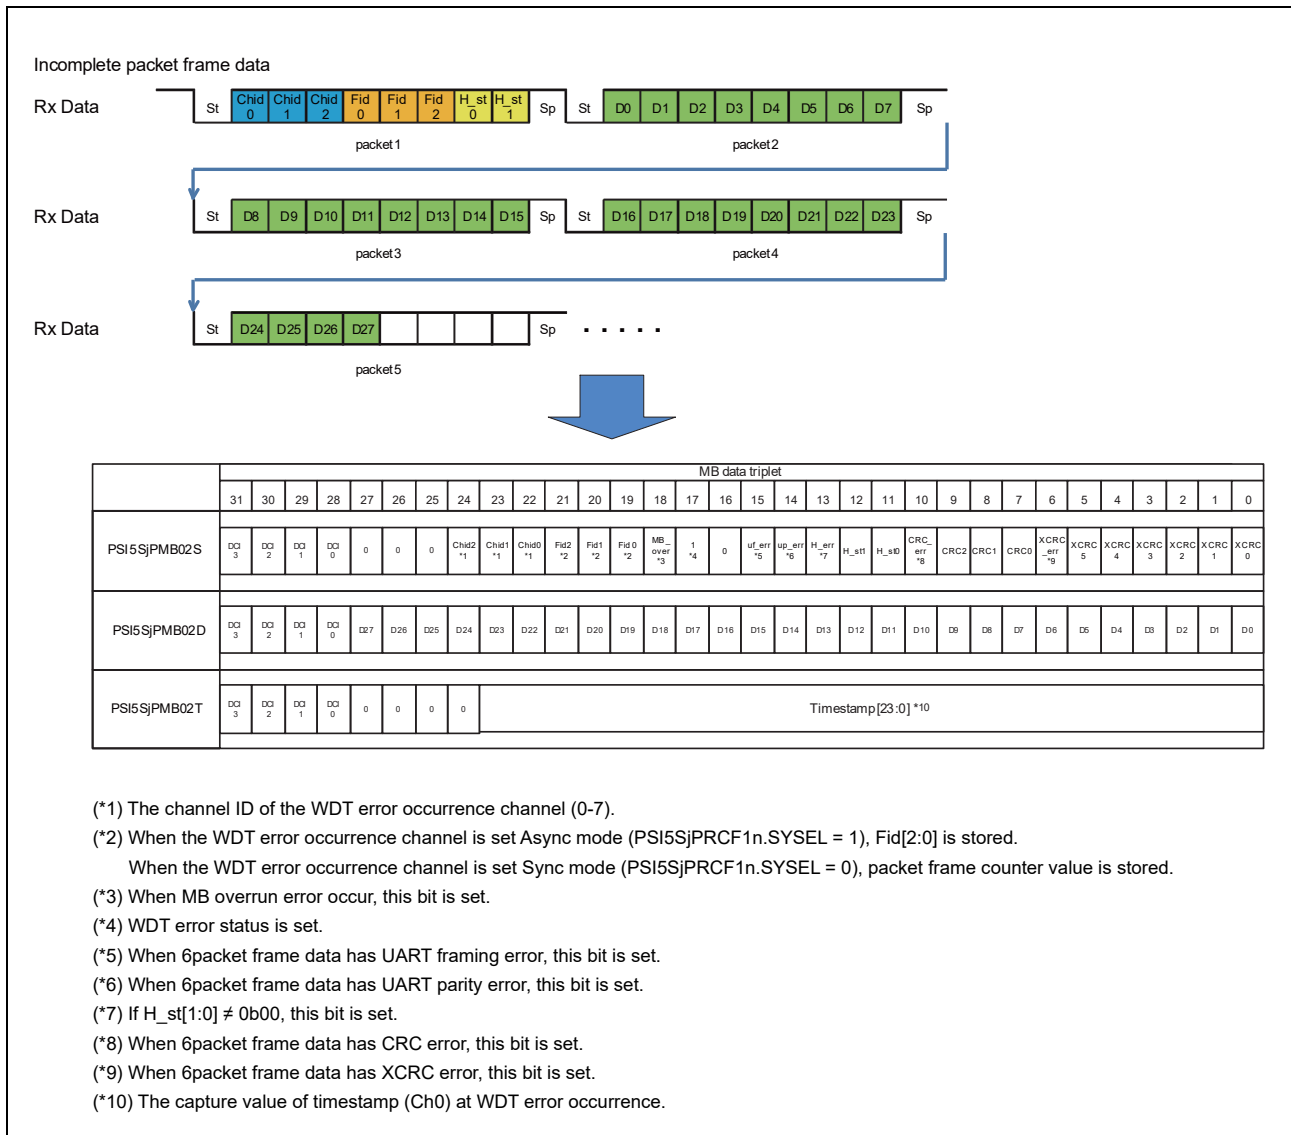 Incomplete packet frame data
Rx Data St Chid 0 Chid 1 Chid 2 Fid 0 Fid 1 Fid 2 H_st 0 H_st 1 Sp St D0 D1 D2 D3 D4 D5 D6 D7 Sp
packet1 packet2
Rx Data St D8 D9 D10 D11 D12 D13 D14 D15 Sp St D16 D17 D18 D19 D20 D21 D22 D23 Sp
packet3 packet4
Rx Data St D24 D25 D26 D27 Sp . . . . .
packet5
MB data triplet
31 30 29 28 27 26 25 24 23 22 21 20 19 18 17 16 15 14 13 12 11 10 9 8 7 6 5 4 3 2 1 0
PSI5SjPMB02S DCI 3 DCI 2 DCI 1 DCI 0 0 0 0 Chid2 *1 Chid1 *1 Chid0 *1 Fid2 *2 Fid1 *2 Fid0 *2 MB_over *3 1 *4 0 uf_err *5 up_err *6 H_err *7 H_st1 H_st0 CRC_err *8 CRC2 CRC1 CRC0 XCRC_err *9 XCRC 5 XCRC 4 XCRC 3 XCRC 2 XCRC 1 XCRC 0
PSI5SjPMB02D DCI 3 DCI 2 DCI 1 DCI 0 D27 D26 D25 D24 D23 D22 D21 D20 D19 D18 D17 D16 D15 D14 D13 D12 D11 D10 D9 D8 D7 D6 D5 D4 D3 D2 D1 D0
PSI5SjPMB02T DCI 3 DCI 2 DCI 1 DCI 0 0 0 0 0 Timestamp[23:0] *10
(*1) The channel ID of the WDT error occurrence channel (0-7).
(*2) When the WDT error occurrence channel is set Async mode (PSI5SjPRCF1n.SYSEL = 1), Fid[2:0] is stored.
When the WDT error occurrence channel is set Sync mode (PSI5SjPRCF1n.SYSEL = 0), packet frame counter value is stored.
(*3) When MB overrun error occur, this bit is set.
(*4) WDT error status is set.
(*5) When 6packet frame data has UART framing error, this bit is set.
(*6) When 6packet frame data has UART parity error, this bit is set.
(*7) If H_st[1:0] ≠ 0b00, this bit is set.
(*8) When 6packet frame data has CRC error, this bit is set.
(*9) When 6packet frame data has XCRC error, this bit is set.
(*10) The capture value of timestamp (Ch0) at WDT error occurrence.